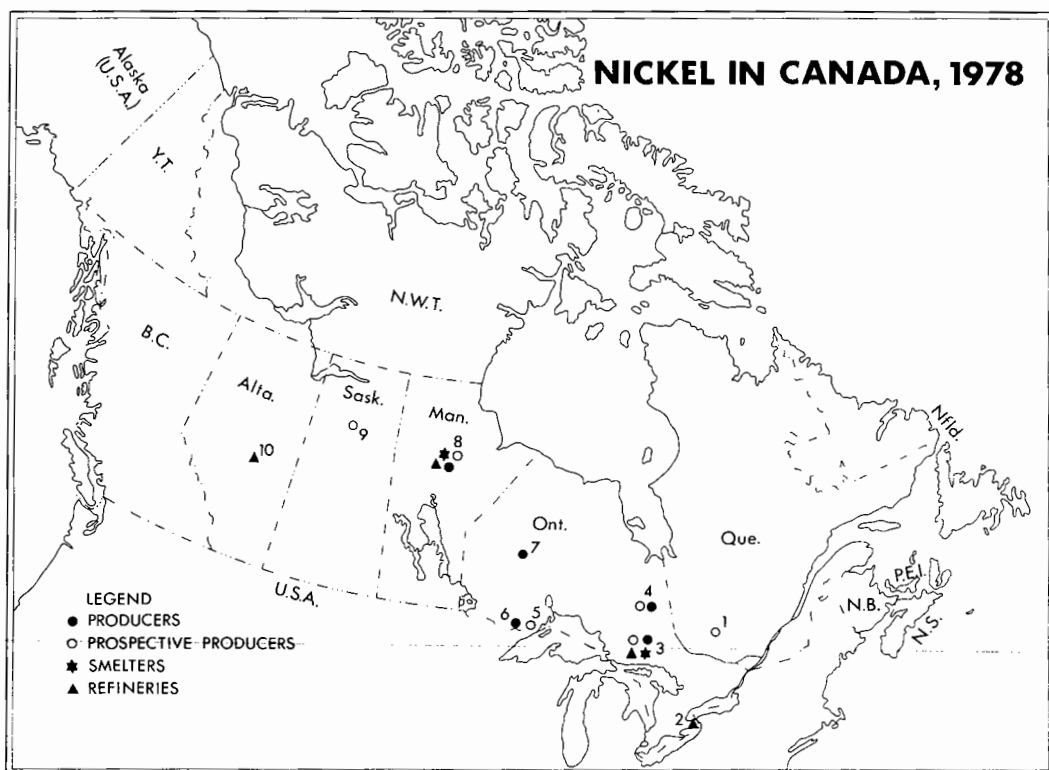 NICKEL IN CANADA, 1978
Alaska
(U.S.A.)
Y.T.
N.W.T.
B.C.
Alta.
Sask.
Man.
Nfld.
8
9
10
Ont.
7
Que.
P.E.I.
N.B.
N.S.
U.S.A.
4
6
5
1
3
2
LEGEND
PRODUCERS
PROSPECTIVE PRODUCERS
SMELTERS
REFINERIES